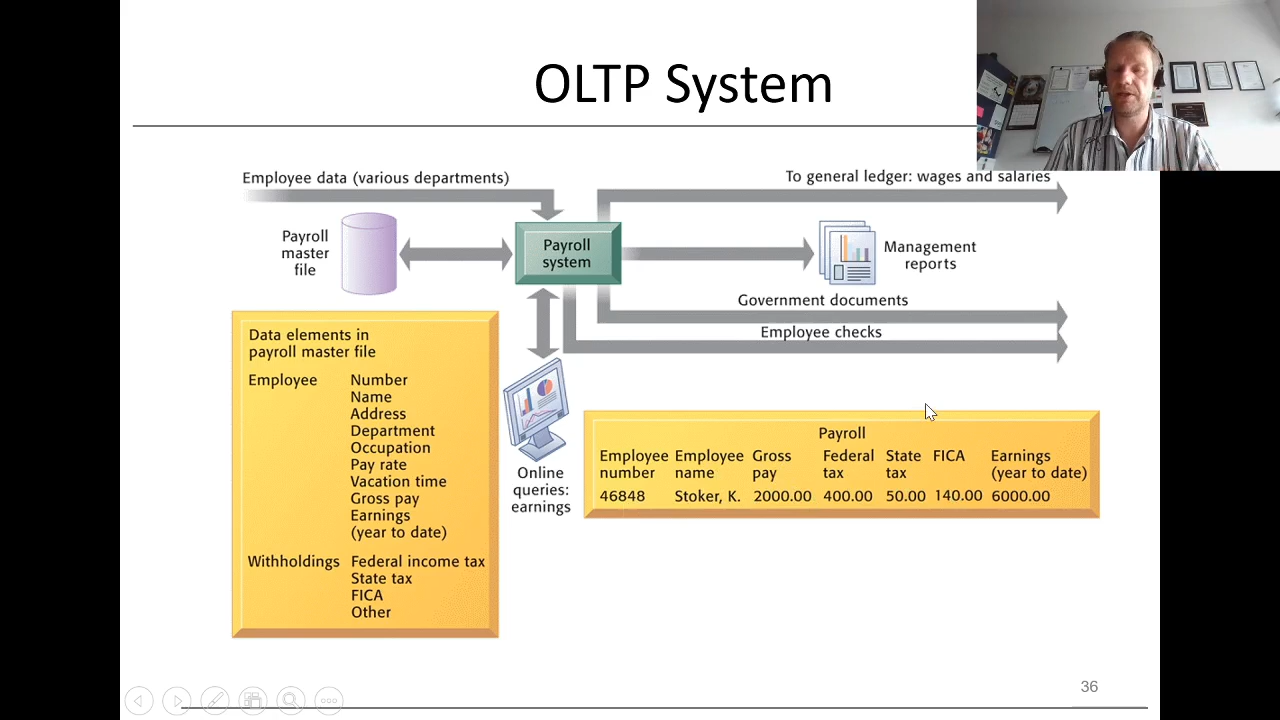 OLTP System
Employee data (various departments)
To general ledger: wages and salaries
Payroll
master
file
Payroll
system
Management
reports
Government documents
Employee checks
Data elements in
payroll master file
Employee Number
Name
Address
Department
Occupation
Pay rate
Vacation time
Gross pay
Earnings
(year to date)
Withholdings Federal income tax
State tax
FICA
Other
Online
queries:
earnings
Payroll
Employee Employee Gross Federal State FICA Earnings
number name pay tax tax (year to date)
46848 Stoker, K. 2000.00 400.00 50.00 140.00 6000.00
36